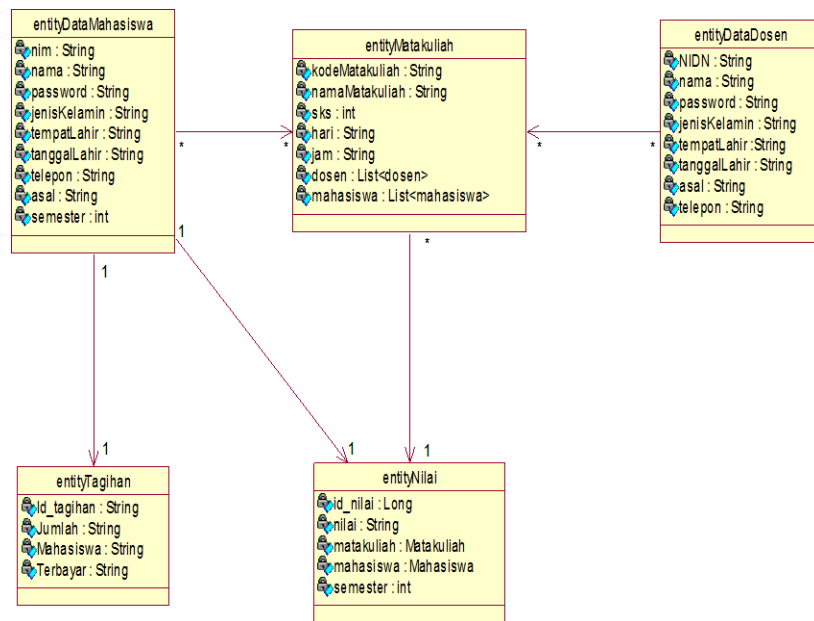 entityDataMahasiswa
nim : String
nama : String
password : String
jenisKelamin : String
tempatLahir : String
tanggalLahir : String
telepon : String
asal : String
semester : int
entityMatakuliah
kodeMatakuliah : String
namaMatakuliah : String
sks : int
hari : String
jam : String
dosen : List<dosen>
mahasiswa : List<mahasiswa>
entityDataDosen
NIDN : String
nama : String
password : String
jenisKelamin : String
tempatLahir : String
tanggalLahir : String
asal : String
telepon : String
* * * *
1 *
1
1 1 1
entityTagihan
Id_tagihan : String
Jumlah : String
Mahasiswa : String
Terbayar : String
entityNilai
id_nilai : Long
nilai : String
matakuliah : Matakuliah
mahasiswa : Mahasiswa
semester : int